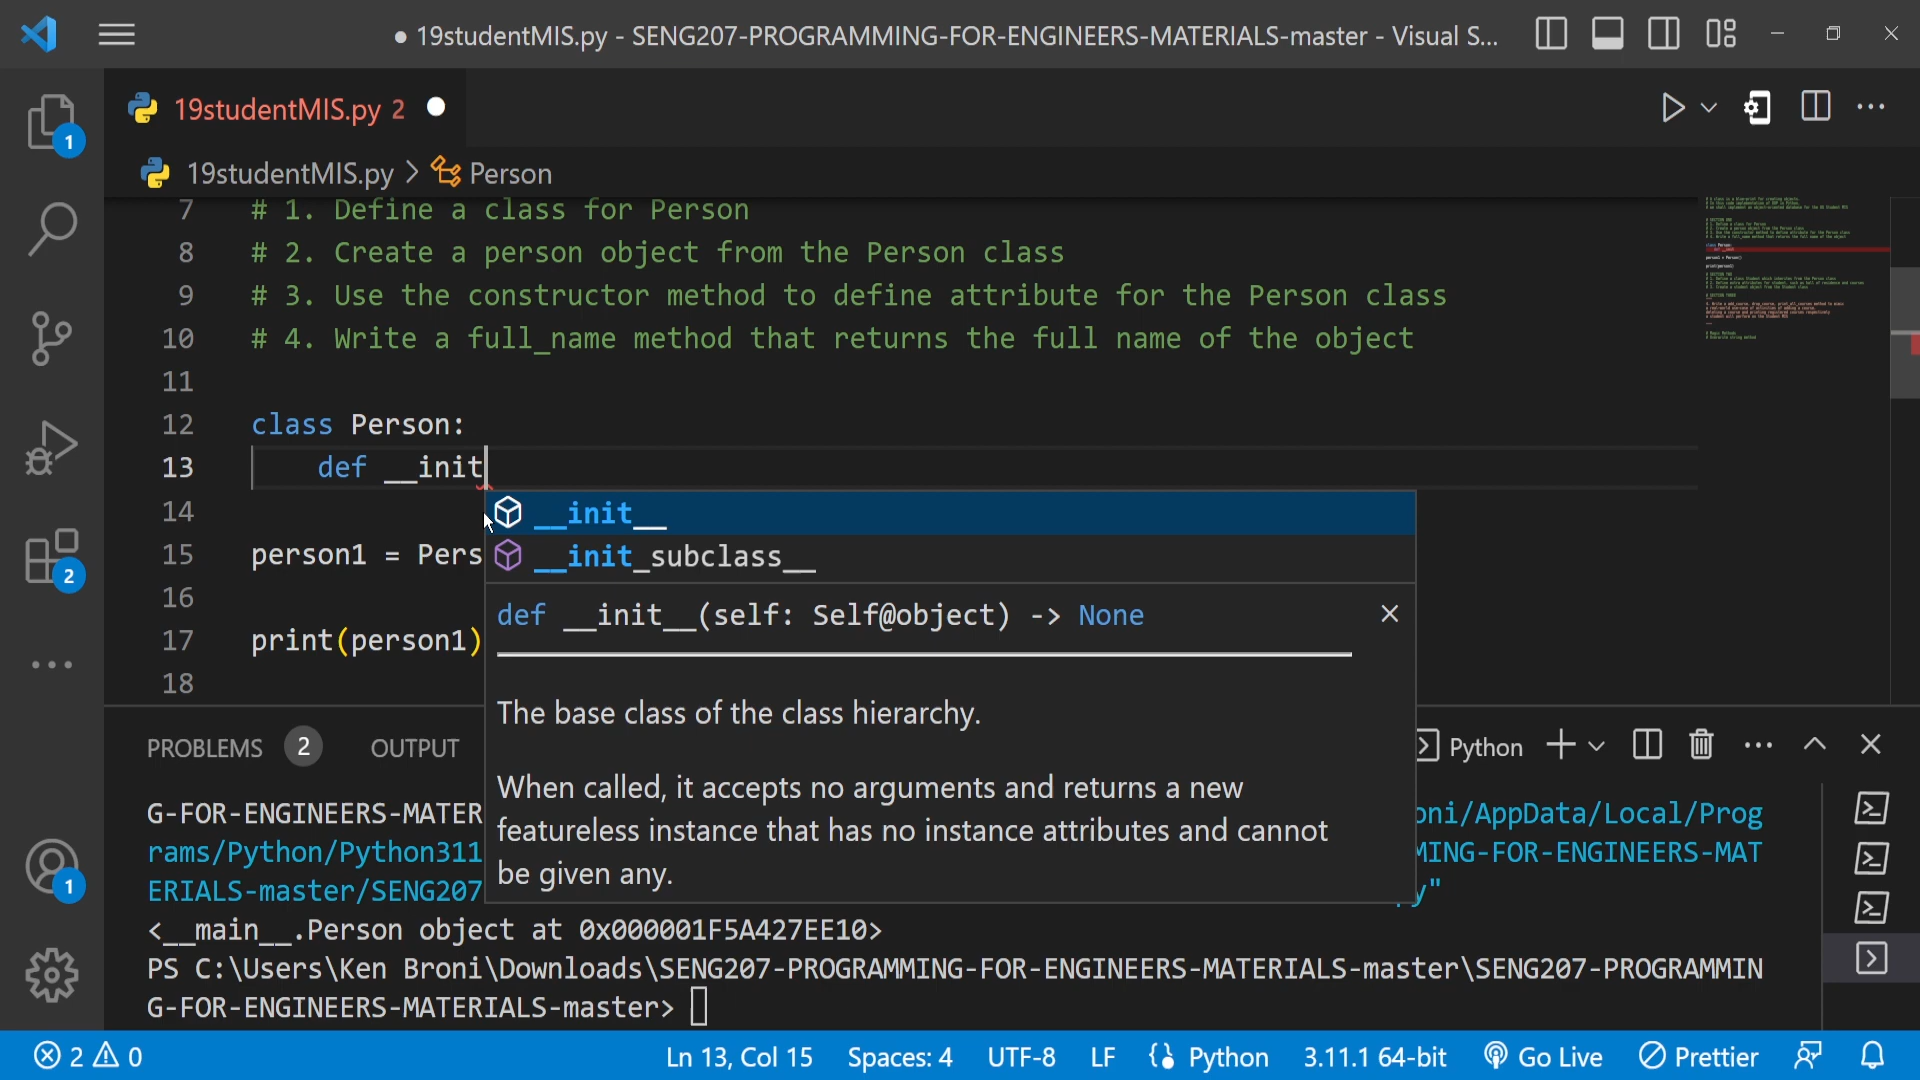 19studentMIS.py - SENG207-PROGRAMMING-FOR-ENGINEERS-MATERIALS-master - Visual S...
1
19studentMIS.py 2
19studentMIS.py > Person
7 # 1. Define a class for Person
8 # 2. Create a person object from the Person class
9 # 3. Use the constructor method to define attribute for the Person class
10 # 4. Write a full_name method that returns the full name of the object
11
12 class Person:
13 def __init
14
15 person1 = Pers
16
17 print(person1)
18
__init__
__init_subclass__
def __init__(self: Self@object) -> None
The base class of the class hierarchy.
When called, it accepts no arguments and returns a new
featureless instance that has no instance attributes and cannot
be given any.
2
PROBLEMS 2 OUTPUT Python
G-FOR-ENGINEERS-MATER oni/AppData/Local/Prog
rams/Python/Python311 MING-FOR-ENGINEERS-MAT
ERIALS-master/SENG207 y"
<__main__.Person object at 0x000001F5A427EE10>
PS C:\Users\Ken Broni\Downloads\SENG207-PROGRAMMING-FOR-ENGINEERS-MATERIALS-master\SENG207-PROGRAMMIN
G-FOR-ENGINEERS-MATERIALS-master>
1
2 0 Ln 13, Col 15 Spaces: 4 UTF-8 LF Python 3.11.1 64-bit Go Live Prettier